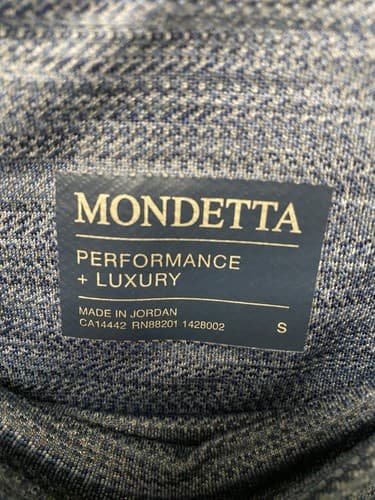 MONDETTA
PERFORMANCE
+ LUXURY
MADE IN JORDAN
CA14442 RN88201 1428002 S